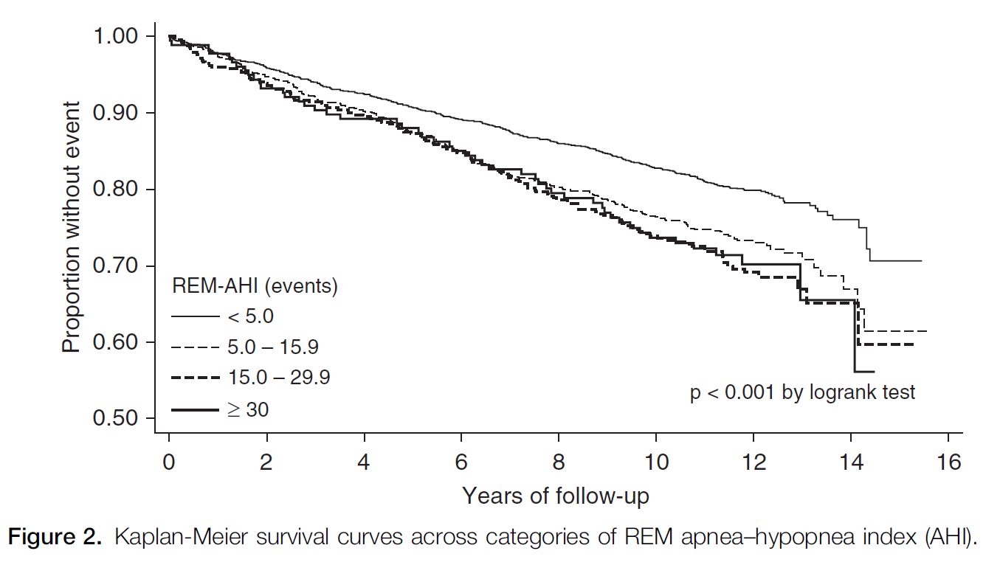 1.00
0.90
0.80
0.70
0.60
0.50
Proportion without event
REM-AHI (events)
< 5.0
5.0 – 15.9
15.0 – 29.9
≥ 30
p < 0.001 by logrank test
0 2 4 6 8 10 12 14 16
Years of follow-up
Figure 2. Kaplan-Meier survival curves across categories of REM apnea–hypopnea index (AHI).